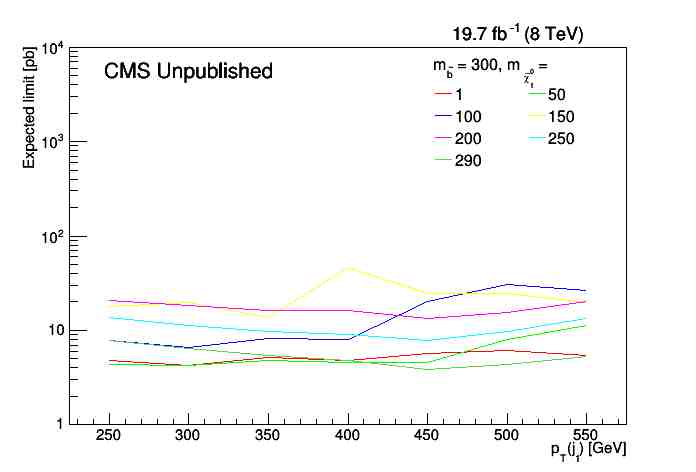 19.7 fb⁻¹ (8 TeV)
CMS Unpublished
m_b̃ = 300, m_χ̃⁰₁ =
1 50
100 150
200 250
290
Expected limit [pb]
10⁴
10³
10²
10
1
250 300 350 400 450 500 550
p_T(j₁) [GeV]